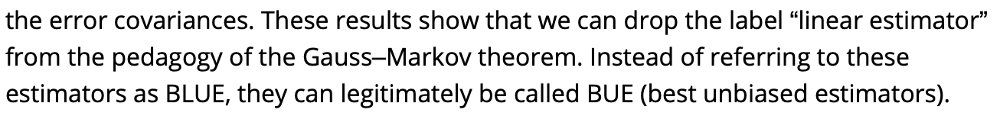 the error covariances. These results show that we can drop the label “linear estimator”
from the pedagogy of the Gauss–Markov theorem. Instead of referring to these
estimators as BLUE, they can legitimately be called BUE (best unbiased estimators).